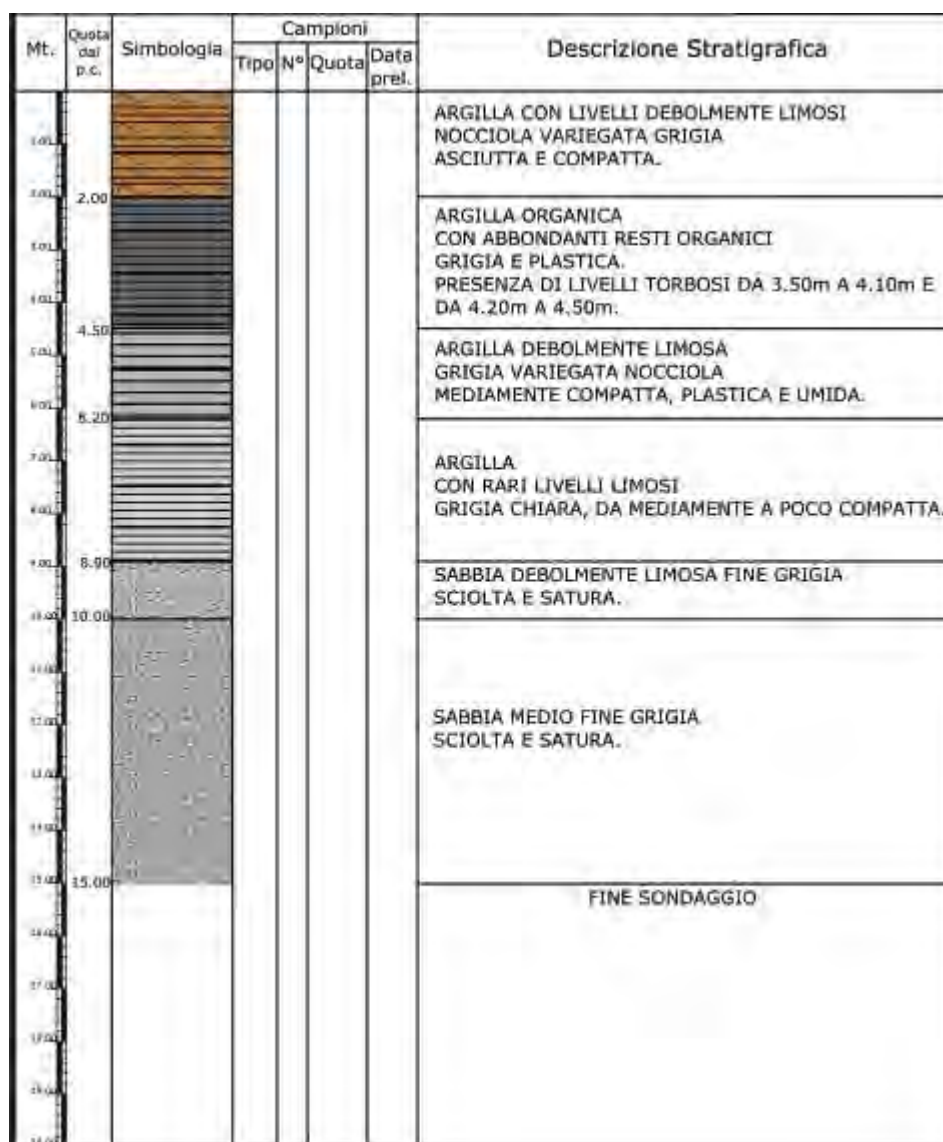 Mt.
Quota
dal
p.c.
Simbologia
Campioni
Tipo
N°
Quota
Data
prel.
Descrizione Stratigrafica
ARGILLA CON LIVELLI DEBOLMENTE LIMOSI
NOCCIOLA VARIEGATA GRIGIA
ASCIUTTA E COMPATTA.
2.00
ARGILLA ORGANICA
CON ABBONDANTI RESTI ORGANICI
GRIGIA E PLASTICA.
PRESENZA DI LIVELLI TORBOSI DA 3.50m A 4.10m E
DA 4.20m A 4.50m.
4.50
ARGILLA DEBOLMENTE LIMOSA
GRIGIA VARIEGATA NOCCIOLA
MEDIAMENTE COMPATTA, PLASTICA E UMIDA.
6.20
ARGILLA
CON RARI LIVELLI LIMOSI
GRIGIA CHIARA, DA MEDIAMENTE A POCO COMPATTA.
8.90
SABBIA DEBOLMENTE LIMOSA FINE GRIGIA
SCIOLTA E SATURA.
10.00
SABBIA MEDIO FINE GRIGIA
SCIOLTA E SATURA.
15.00
FINE SONDAGGIO